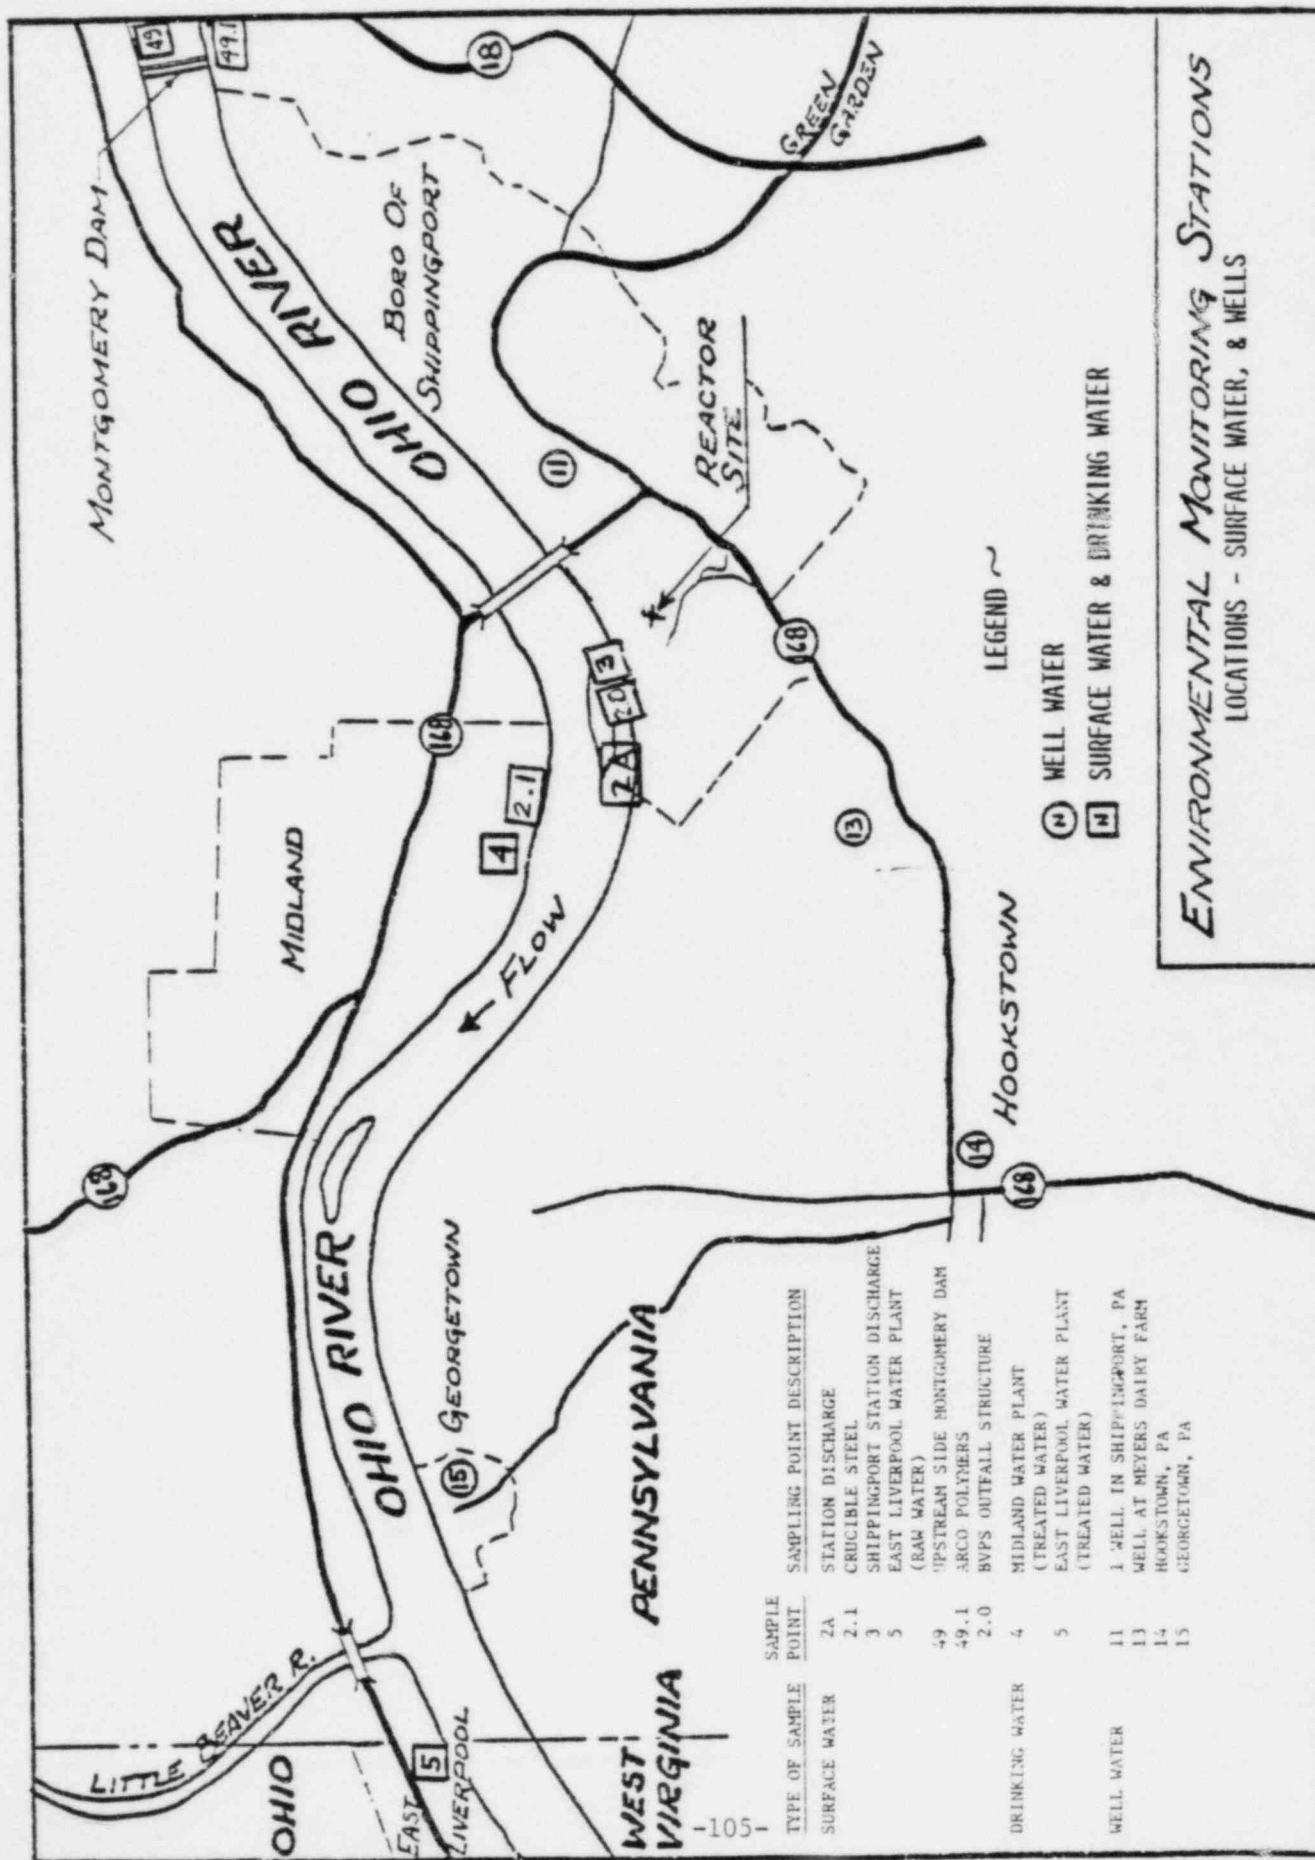 MONTGOMERY DAM
49
49.1
18
GREEN
GARDEN
OHIO RIVER
BORO OF
SHIPPINGPORT
11
REACTOR
SITE
168
MIDLAND
168
4
2.1
2A
2.0
3
← FLOW
13
168
HOOKSTOWN
14
168
LITTLE BEAVER R.
OHIO
EAST
LIVERPOOL
5
OHIO RIVER
15
GEORGETOWN
WEST
VIRGINIA
PENNSYLVANIA
LEGEND ~
N WELL WATER
N SURFACE WATER & DRINKING WATER
TYPE OF SAMPLE SAMPLE POINT SAMPLING POINT DESCRIPTION
SURFACE WATER 2A STATION DISCHARGE
2.1 CRUCIBLE STEEL
3 SHIPPINGPORT STATION DISCHARGE
5 EAST LIVERPOOL WATER PLANT
(RAW WATER)
49 UPSTREAM SIDE MONTGOMERY DAM
49.1 ARCO POLYMERS
2.0 BVPS OUTFALL STRUCTURE
DRINKING WATER 4 MIDLAND WATER PLANT
(TREATED WATER)
5 EAST LIVERPOOL WATER PLANT
(TREATED WATER)
WELL WATER 11 1 WELL IN SHIPPINGPORT, PA
13 WELL AT MEYERS DAIRY FARM
14 HOOKSTOWN, PA
15 GEORGETOWN, PA
ENVIRONMENTAL MONITORING STATIONS
LOCATIONS - SURFACE WATER, & WELLS
-105-